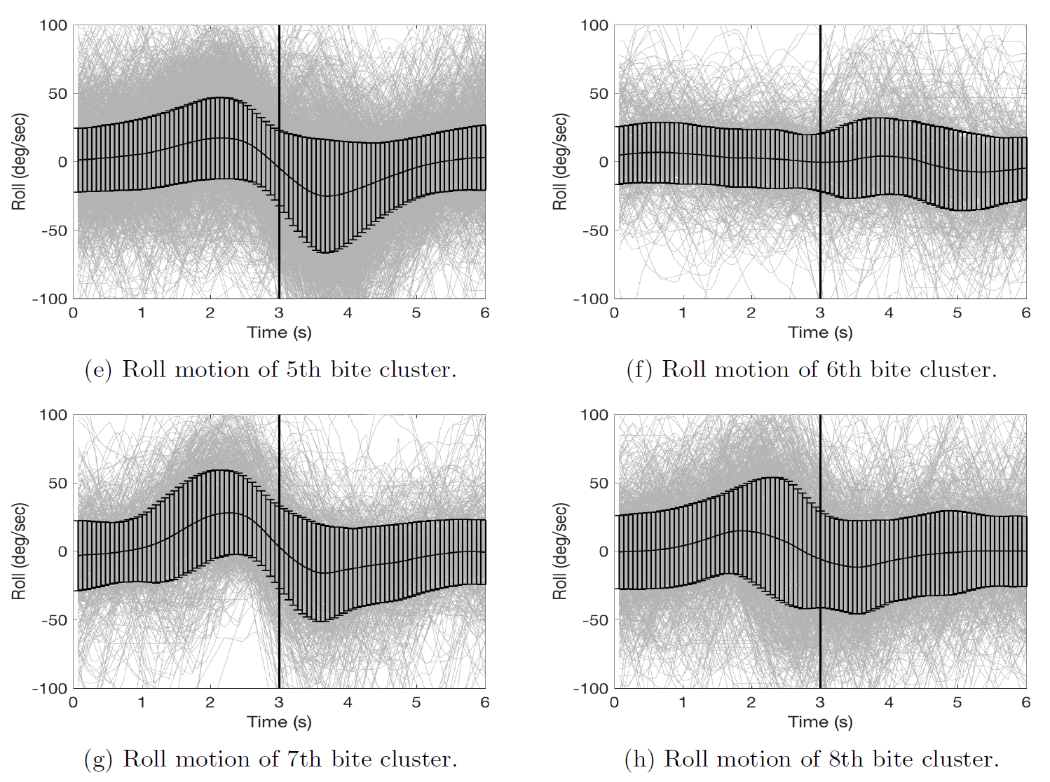 100
50
0
-50
-100
Roll (deg/sec)
0 1 2 3 4 5 6
Time (s)
(e) Roll motion of 5th bite cluster.
100
50
0
-50
-100
Roll (deg/sec)
0 1 2 3 4 5 6
Time (s)
(f) Roll motion of 6th bite cluster.
100
50
0
-50
-100
Roll (deg/sec)
0 1 2 3 4 5 6
Time (s)
(g) Roll motion of 7th bite cluster.
100
50
0
-50
-100
Roll (deg/sec)
0 1 2 3 4 5 6
Time (s)
(h) Roll motion of 8th bite cluster.